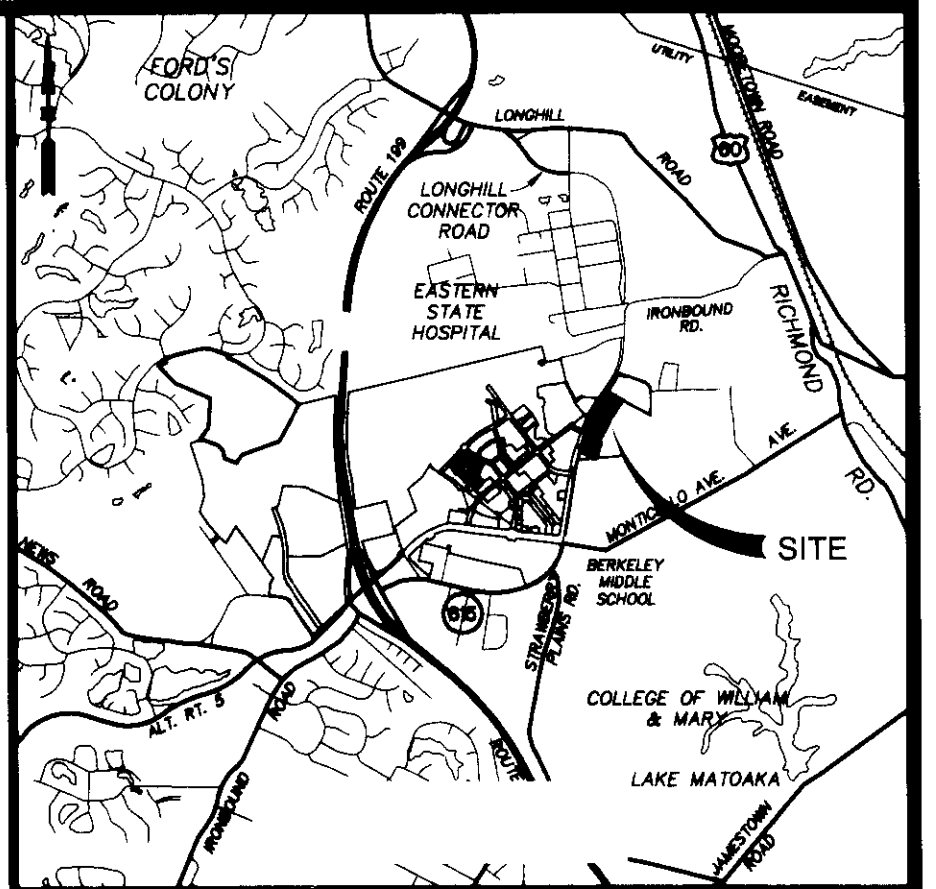 FORD'S
COLONY
UTILITY
EASEMENT
MOORETOWN ROAD
60
LONGHILL
ROAD
ROUTE 199
LONGHILL
CONNECTOR
ROAD
EASTERN
STATE
HOSPITAL
IRONBOUND
RD.
RICHMOND
RD.
MONTICELLO AVE.
AVE.
SITE
NEWS
ROAD
BERKELEY
MIDDLE
SCHOOL
615
STRAWBERRY
PLAINS RD.
COLLEGE OF WILLIAM
& MARY
ALT. RT. 5
ROAD
IRONBOUND
ROUTE
LAKE MATOAKA
JAMESTOWN
ROAD